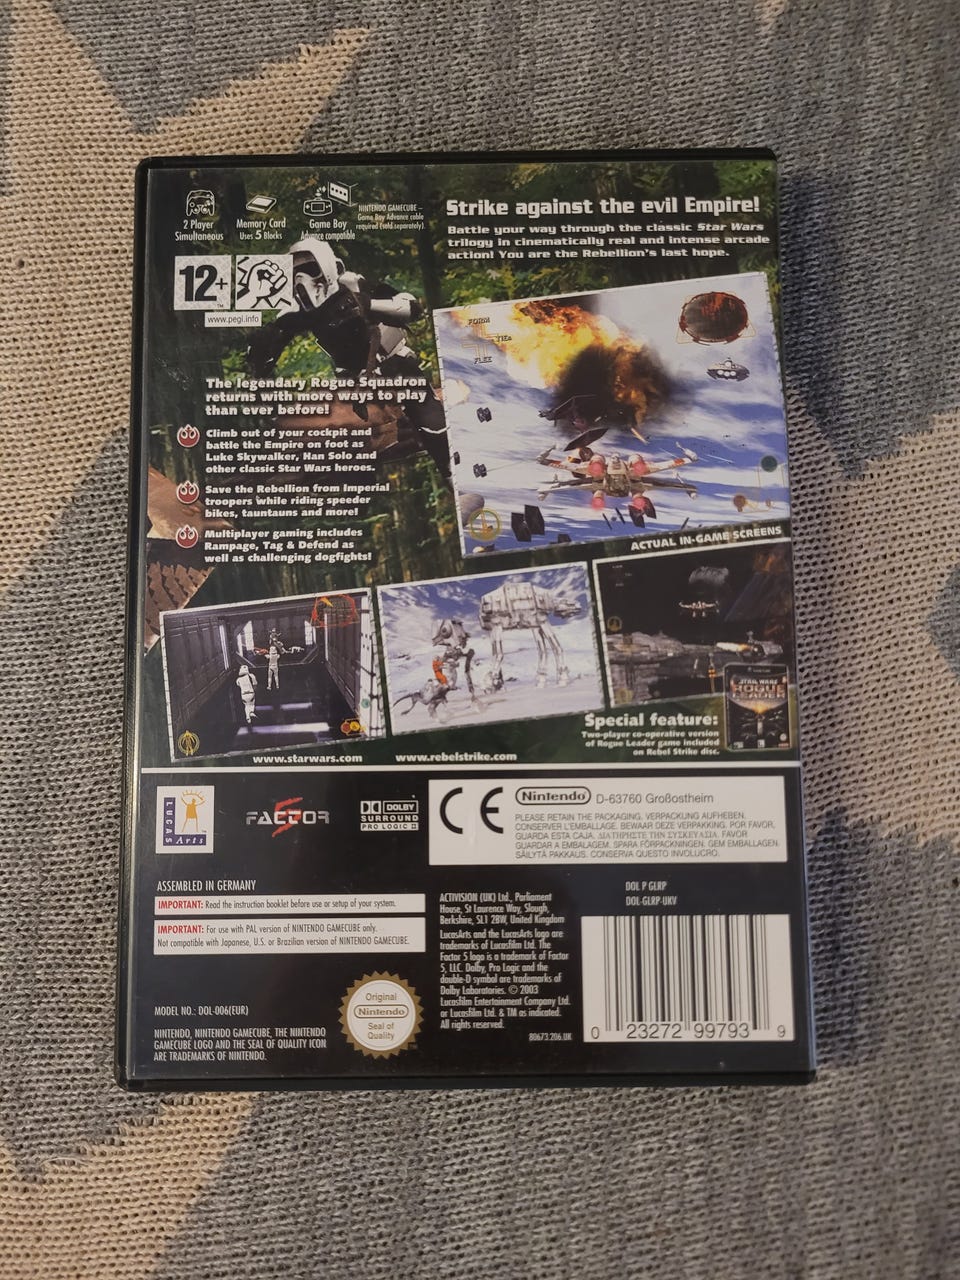 2 Player
Simultaneous
Memory Card
Uses 5 Blocks
Game Boy
Advance compatible
NINTENDO GAMECUBE –
Game Boy Advance cable
required (sold separately).
12+
www.pegi.info
Strike against the evil Empire!
Battle your way through the classic Star Wars
trilogy in cinematically real and intense arcade
action! You are the Rebellion's last hope.
FORM
TIEs
FLEE
The legendary Rogue Squadron
returns with more ways to play
than ever before!
Climb out of your cockpit and
battle the Empire on foot as
Luke Skywalker, Han Solo and
other classic Star Wars heroes.
Save the Rebellion from Imperial
troopers while riding speeder
bikes, tauntauns and more!
Multiplayer gaming includes
Rampage, Tag & Defend as
well as challenging dogfights!
ACTUAL IN-GAME SCREENS
STAR WARS
ROGUE
LEADER
Special feature:
Two-player co-operative version
of Rogue Leader game included
on Rebel Strike disc.
www.starwars.com
www.rebelstrike.com
LUCAS
Arts
FACTOR 5
DOLBY
SURROUND
PRO LOGIC II
CE
Nintendo D-63760 Großostheim
PLEASE RETAIN THE PACKAGING. VERPACKUNG AUFHEBEN.
CONSERVER L'EMBALLAGE. BEWAAR DEZE VERPAKKING. POR FAVOR,
GUARDA ESTA CAJA. ΔΙΑΤΗΡΕΙΣΤΕ ΤΗΝ ΣΥΣΚΕΥΑΣΙΑ. FAVOR
GUARDAR A EMBALAGEM. SPARA FÖRPACKNINGEN. GEM EMBALLAGEN.
SÄILYTÄ PAKKAUS. CONSERVA QUESTO INVOLUCRO.
ASSEMBLED IN GERMANY
IMPORTANT: Read the instruction booklet before use or setup of your system.
IMPORTANT: For use with PAL version of NINTENDO GAMECUBE only.
Not compatible with Japanese, U.S. or Brazilian version of NINTENDO GAMECUBE.
MODEL NO.: DOL-006(EUR)
NINTENDO, NINTENDO GAMECUBE, THE NINTENDO
GAMECUBE LOGO AND THE SEAL OF QUALITY ICON
ARE TRADEMARKS OF NINTENDO.
Original
Nintendo
Seal of
Quality
ACTIVISION (UK) Ltd., Parliament
House, St Laurence Way, Slough,
Berkshire, SL1 2BW, United Kingdom
LucasArts and the LucasArts logo are
trademarks of Lucasfilm Ltd. The
Factor 5 logo is a trademark of Factor
5, LLC. Dolby, Pro Logic and the
double-D symbol are trademarks of
Dolby Laboratories. © 2003
Lucasfilm Entertainment Company Ltd.
or Lucasfilm Ltd. & TM as indicated.
All rights reserved.
80673.206.UK
DOL P GLRP
DOL-GLRP-UKV
0 23272 99793 9